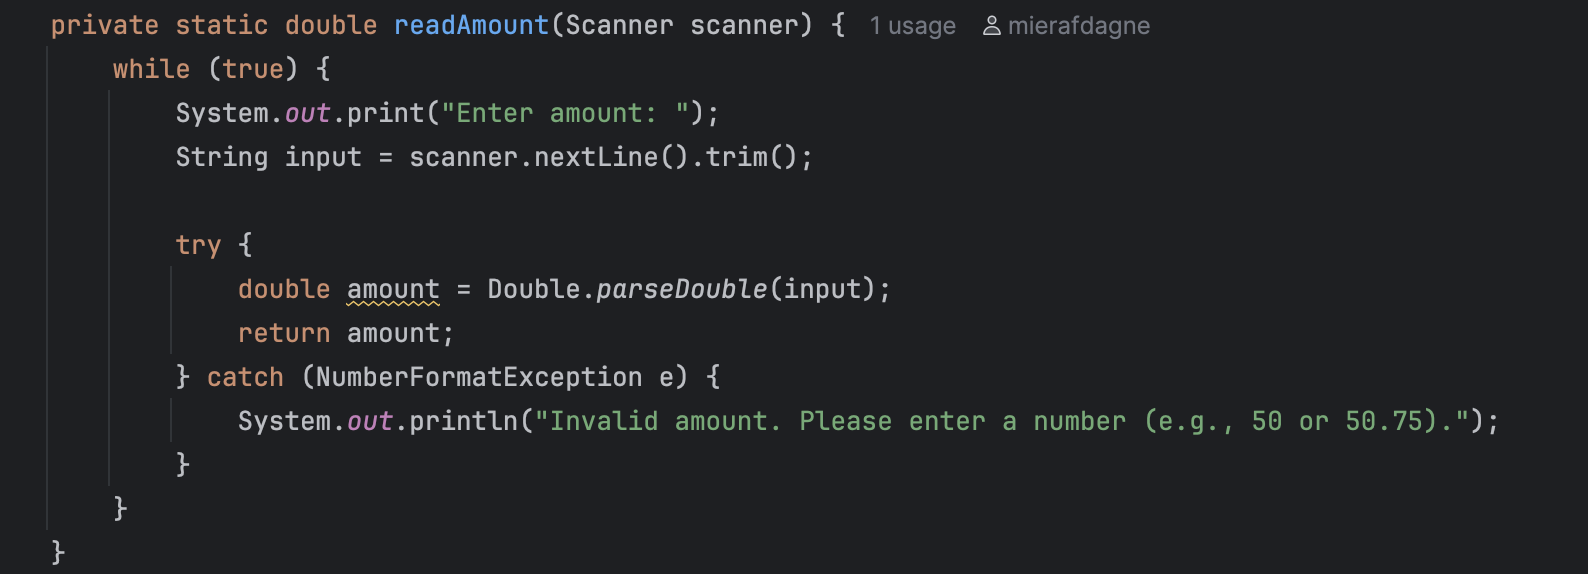 private static double readAmount(Scanner scanner) { 1 usage mierafdagne
while (true) {
System.out.print("Enter amount: ");
String input = scanner.nextLine().trim();
try {
double amount = Double.parseDouble(input);
return amount;
} catch (NumberFormatException e) {
System.out.println("Invalid amount. Please enter a number (e.g., 50 or 50.75).");
}
}
}